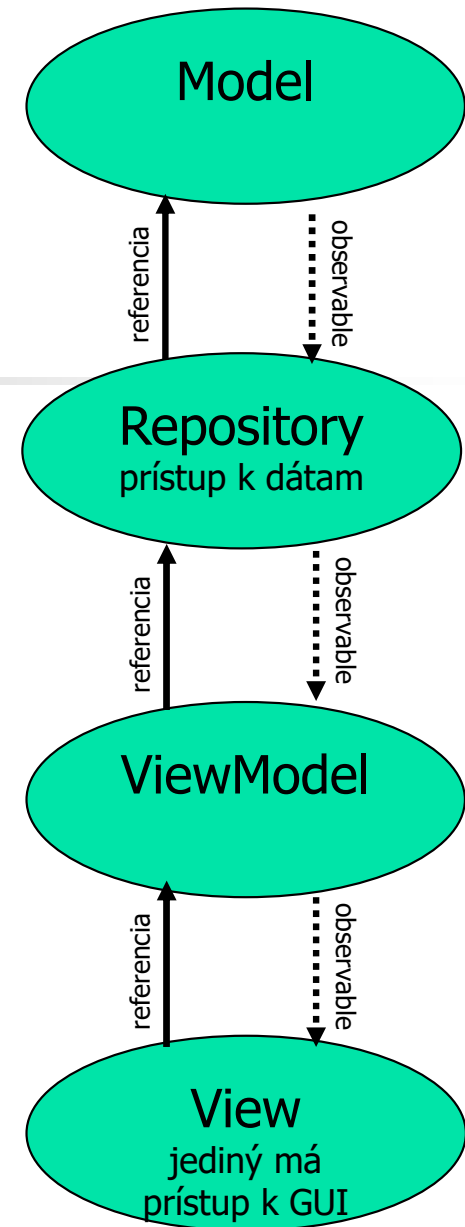 Model
referencia
observable
Repository
prístup k dátam
referencia
observable
ViewModel
referencia
observable
View
jediný má
prístup k GUI